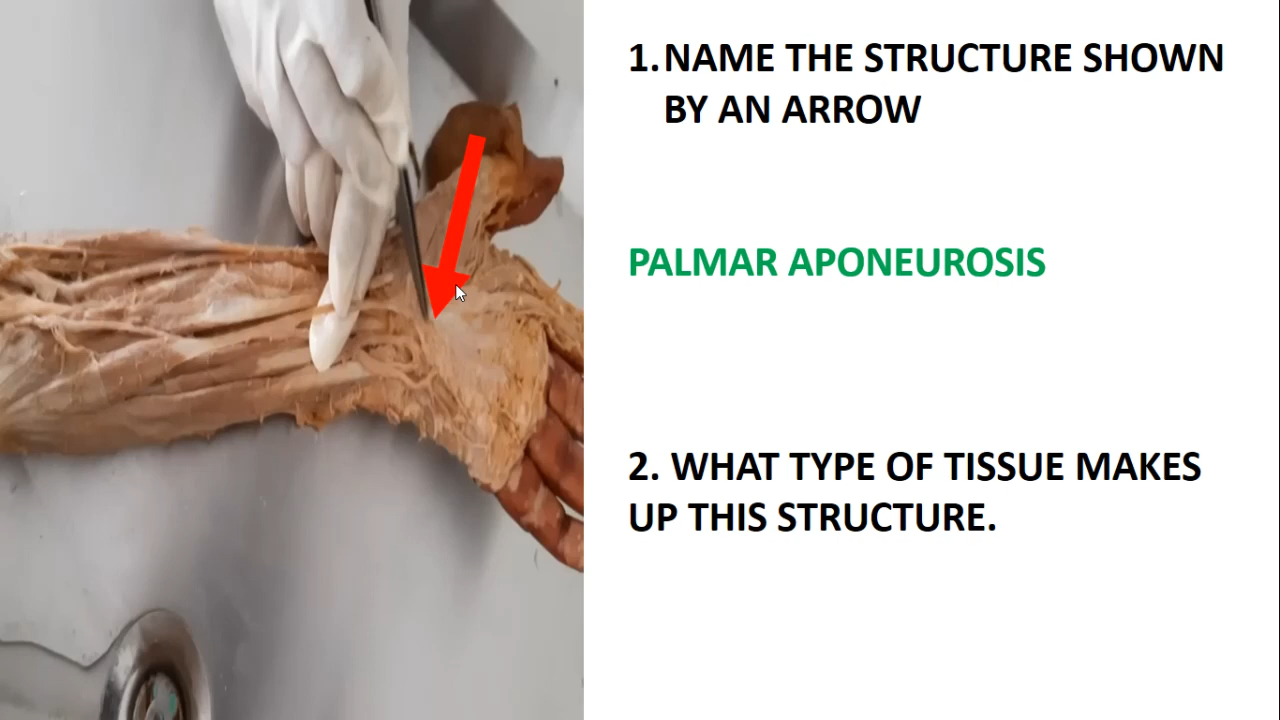 1. NAME THE STRUCTURE SHOWN
BY AN ARROW
PALMAR APONEUROSIS
2. WHAT TYPE OF TISSUE MAKES
UP THIS STRUCTURE.